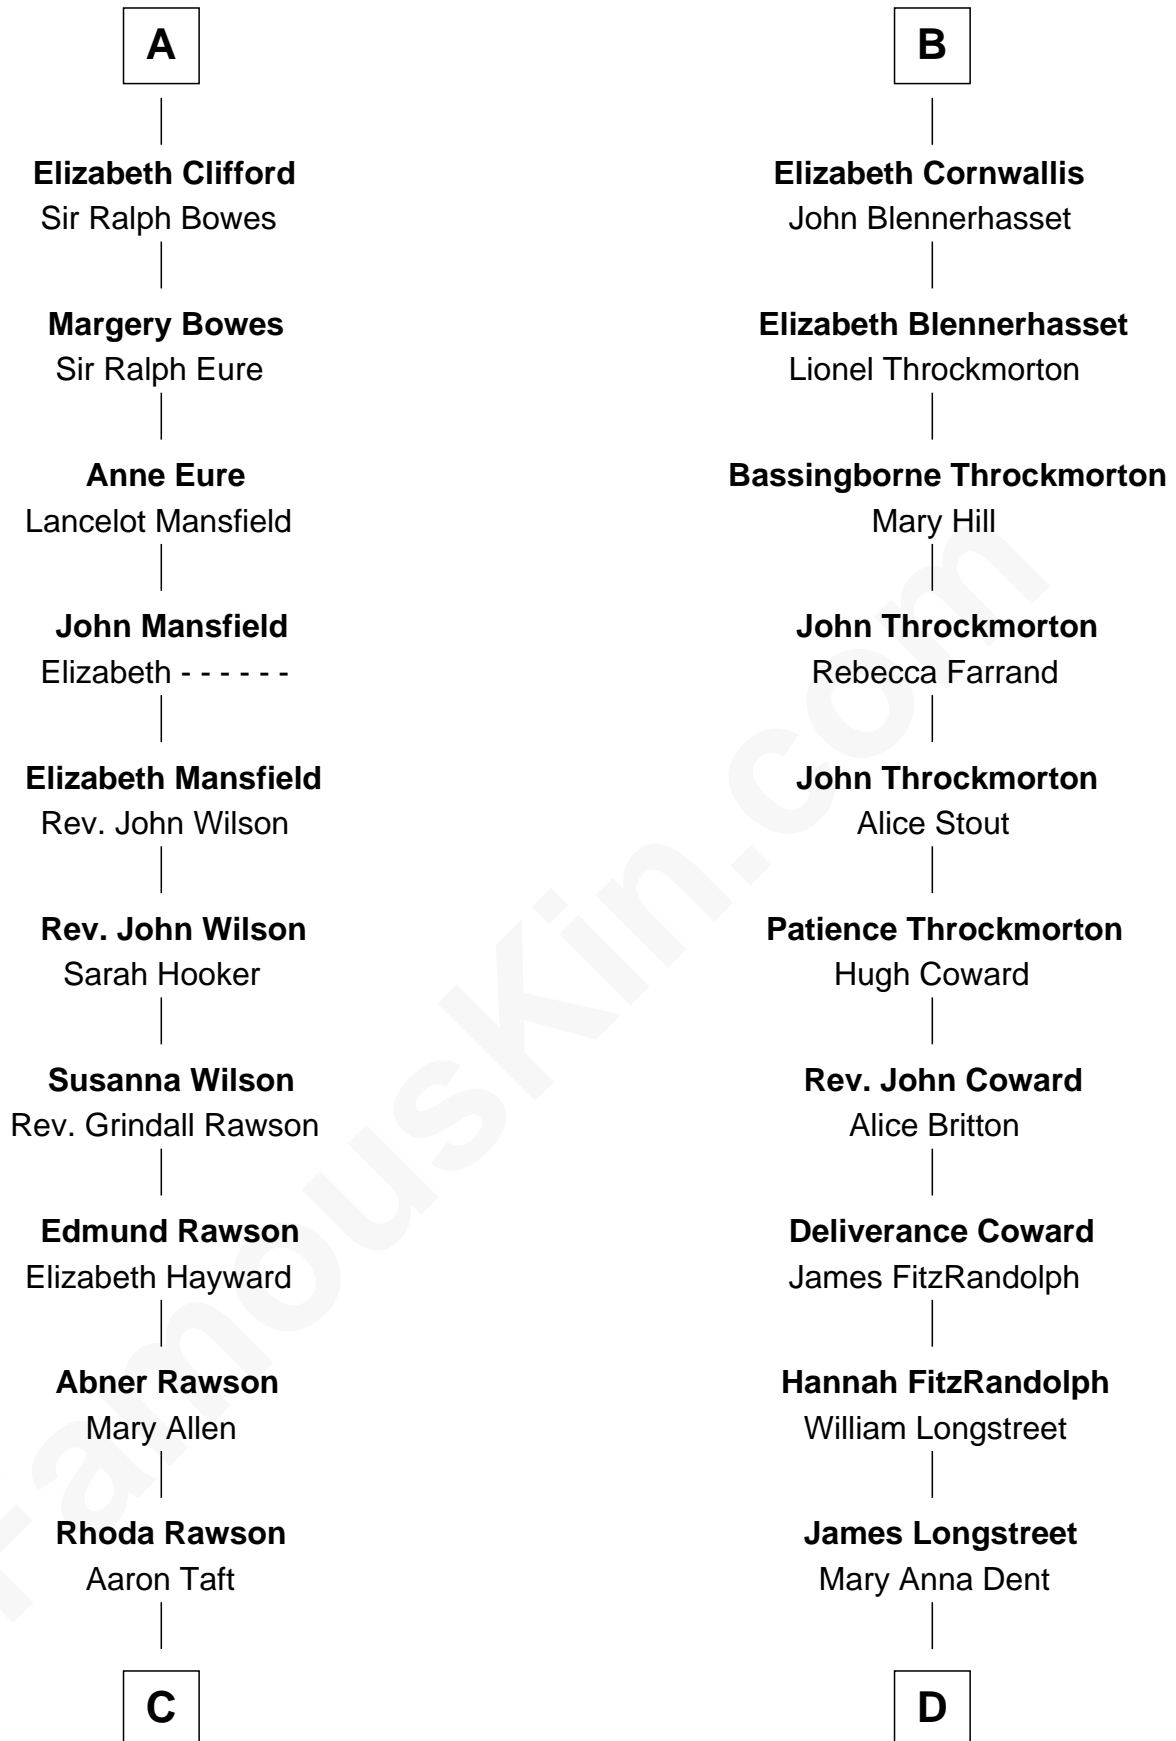 A
Elizabeth Clifford
Sir Ralph Bowes
Margery Bowes
Sir Ralph Eure
Anne Eure
Lancelot Mansfield
John Mansfield
Elizabeth - - - - - -
Elizabeth Mansfield
Rev. John Wilson
Rev. John Wilson
Sarah Hooker
Susanna Wilson
Rev. Grindall Rawson
Edmund Rawson
Elizabeth Hayward
Abner Rawson
Mary Allen
Rhoda Rawson
Aaron Taft
C
B
Elizabeth Cornwallis
John Blennerhasset
Elizabeth Blennerhasset
Lionel Throckmorton
Bassingborne Throckmorton
Mary Hill
John Throckmorton
Rebecca Farrand
John Throckmorton
Alice Stout
Patience Throckmorton
Hugh Coward
Rev. John Coward
Alice Britton
Deliverance Coward
James FitzRandolph
Hannah FitzRandolph
William Longstreet
James Longstreet
Mary Anna Dent
D
FamousKin.com